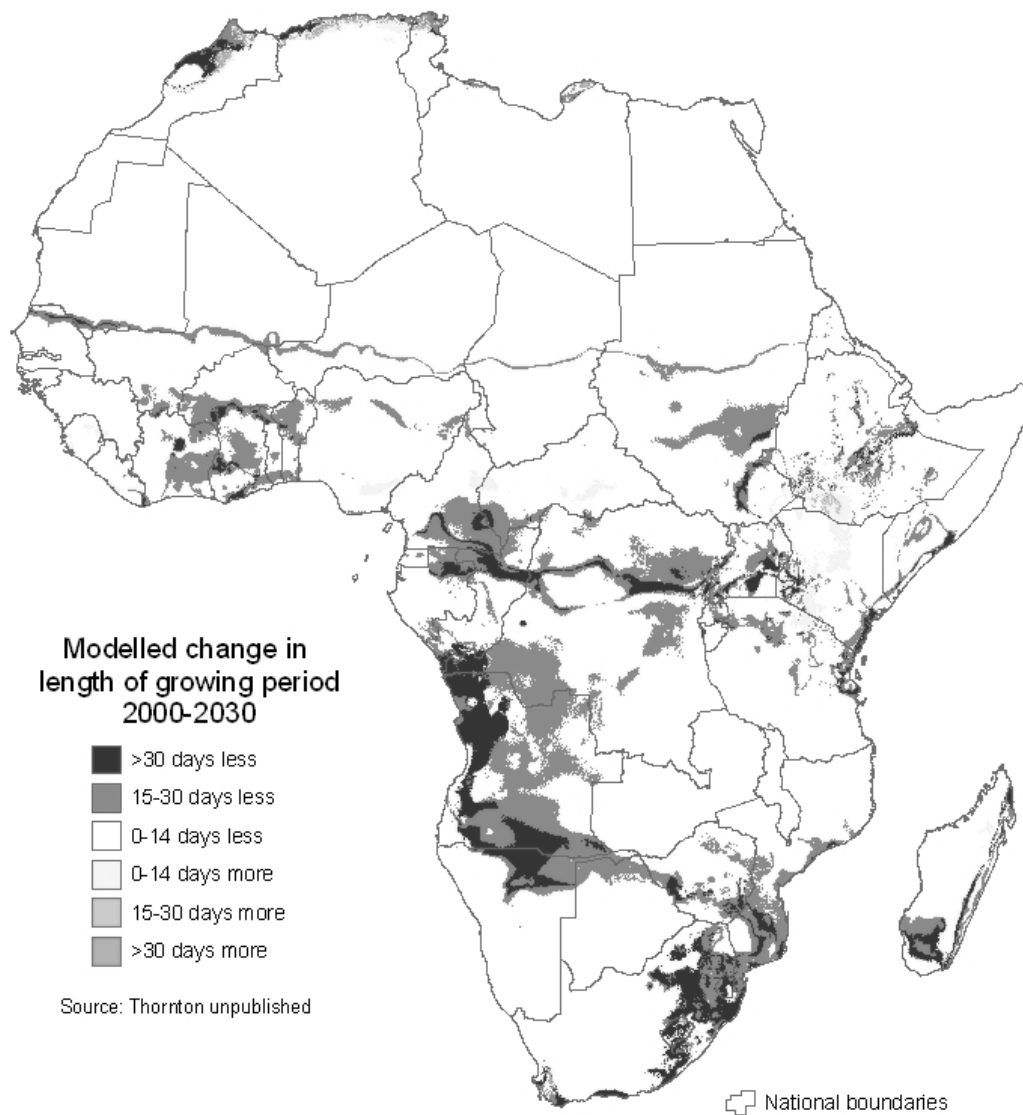 Modelled change in
length of growing period
2000-2030
>30 days less
15-30 days less
0-14 days less
0-14 days more
15-30 days more
>30 days more
Source: Thornton unpublished
National boundaries